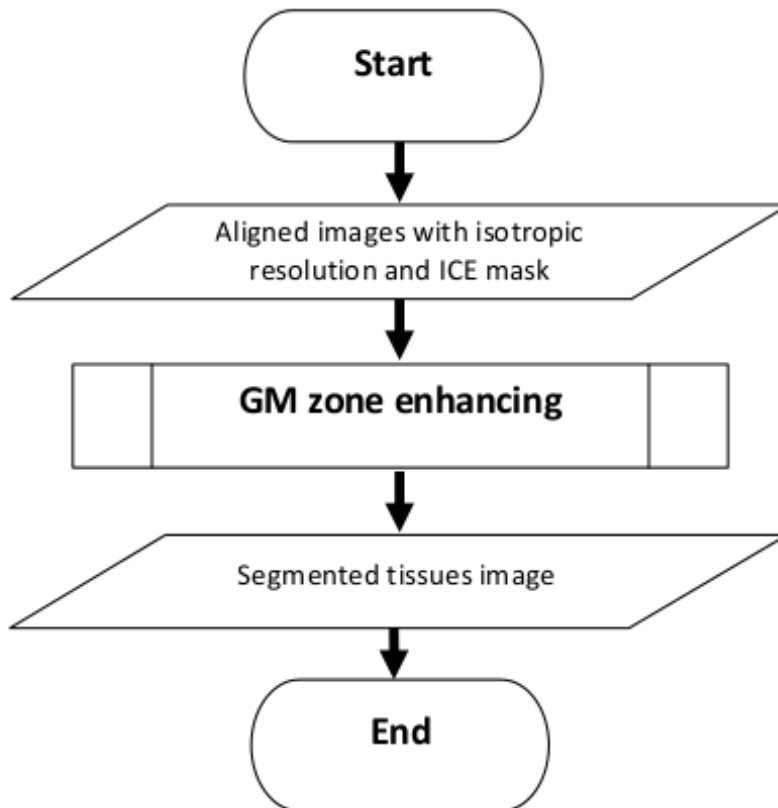 Start
Aligned images with isotropic
resolution and ICE mask
GM zone enhancing
Segmented tissues image
End